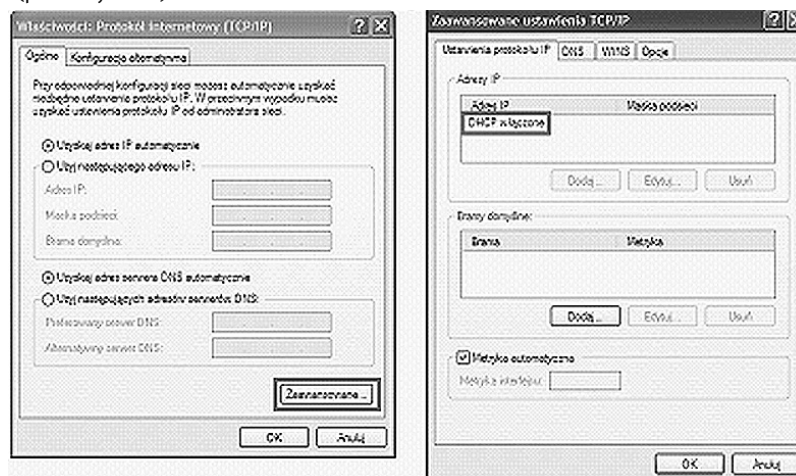 Właściwości: Protokół internetowy (TCP/IP)
Ogólne
Konfiguracja alternatywna
Przy odpowiedniej konfiguracji sieci możesz automatycznie uzyskać
niezbędne ustawienia protokołu IP. W przeciwnym wypadku musisz
uzyskać ustawienia protokołu IP od administratora sieci.
Uzyskaj adres IP automatycznie
Użyj następującego adresu IP:
Adres IP:
Maska podsieci:
Brama domyślna:
Uzyskaj adres serwera DNS automatycznie
Użyj następujących adresów serwerów DNS:
Preferowany serwer DNS:
Alternatywny serwer DNS:
Zaawansowane...
OK
Anuluj
Zaawansowane ustawienia TCP/IP
Ustawienia protokołu IP
DNS
WINS
Opcje
Adresy IP
Adres IP
Maska podsieci
DHCP włączone
Dodaj...
Edytuj...
Usuń
Bramy domyślne:
Brama
Metryka
Dodaj...
Edytuj...
Usuń
Metryka automatyczna
Metryka interfejsu:
OK
Anuluj